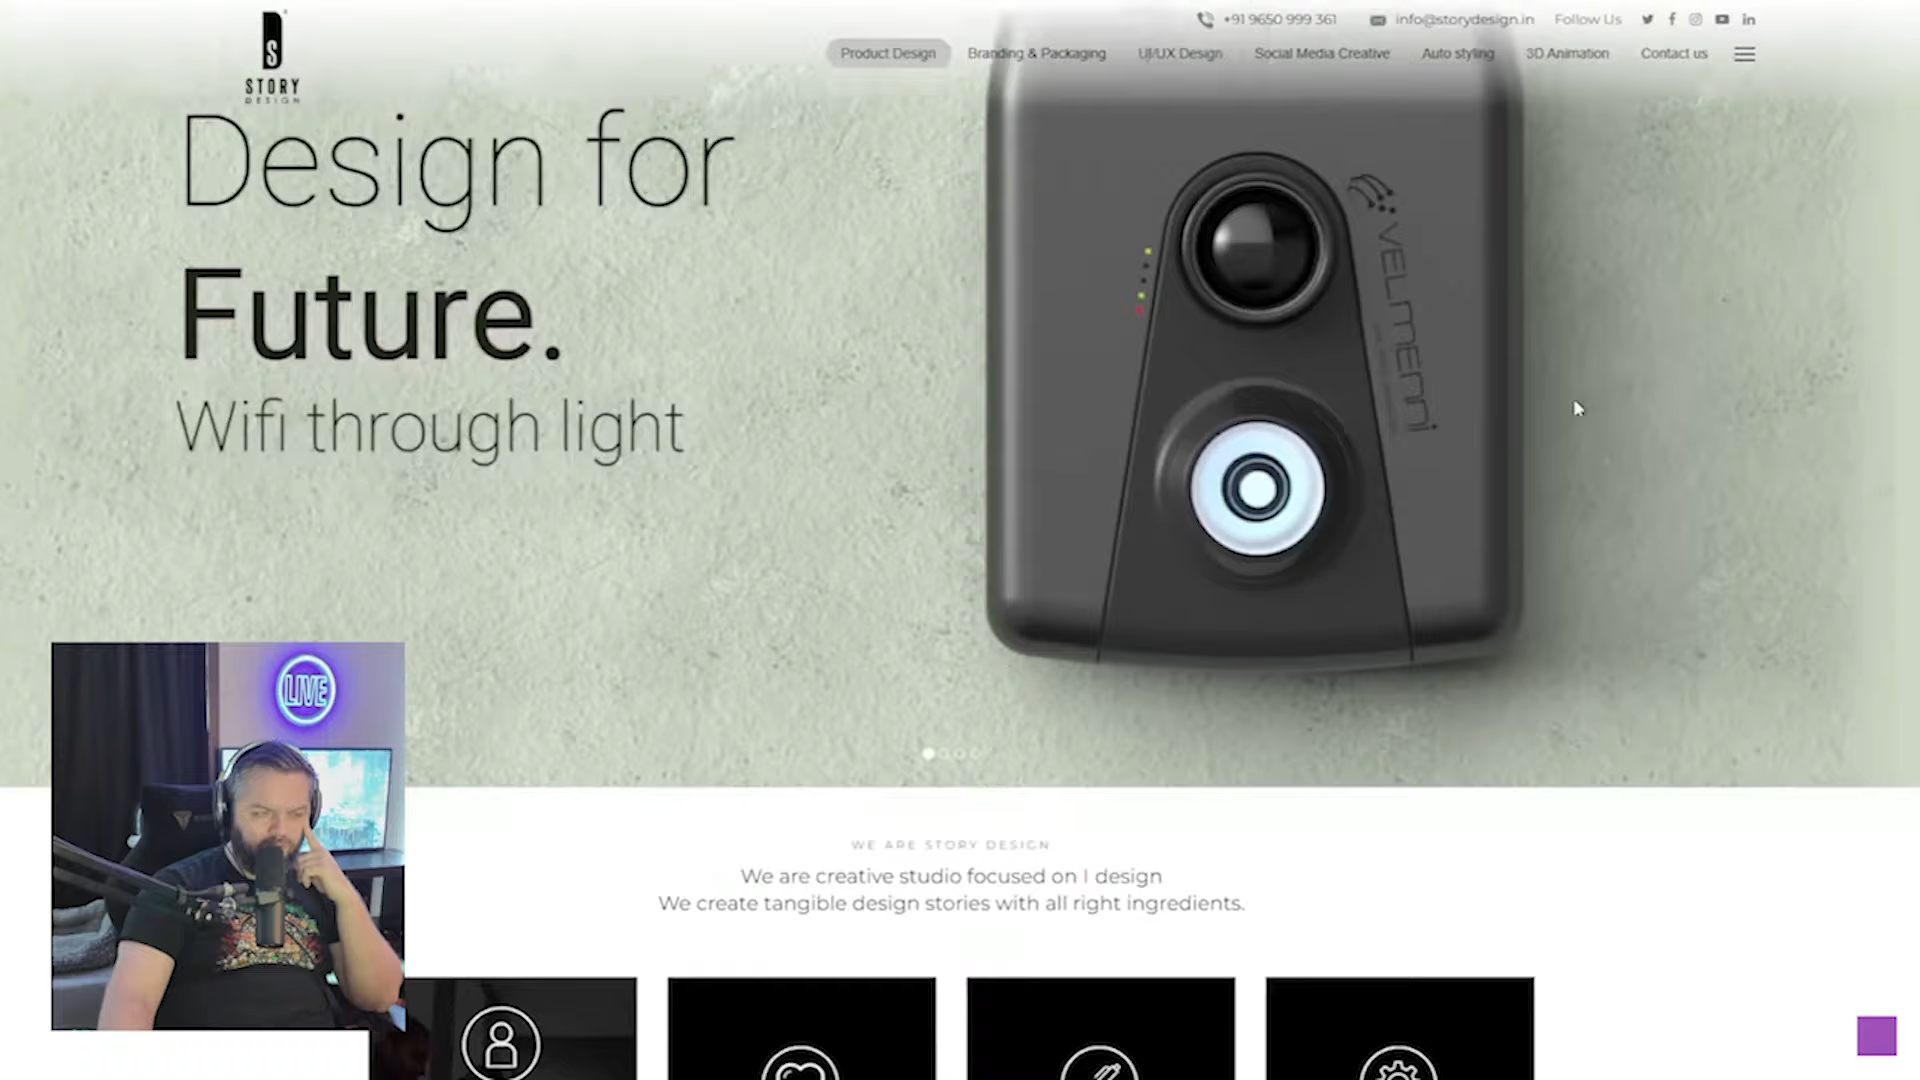 +91 9650 999 361 info@storydesign.in Follow Us
S
STORY
DESIGN
Product Design Branding & Packaging UI/UX Design Social Media Creative Auto styling 3D Animation Contact us
Design for
Future.
Wifi through light
VELMENNI
LIVE
WE ARE STORY DESIGN
We are creative studio focused on I design
We create tangible design stories with all right ingredients.